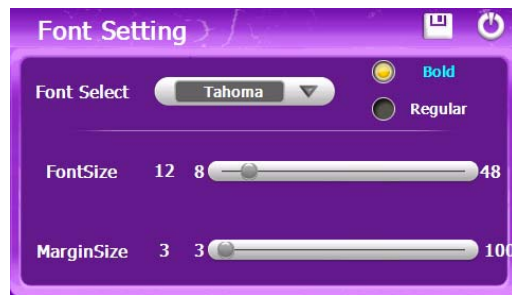 Font Setting
Bold
Font Select Tahoma
Regular
FontSize 12 8 48
MarginSize 3 3 100